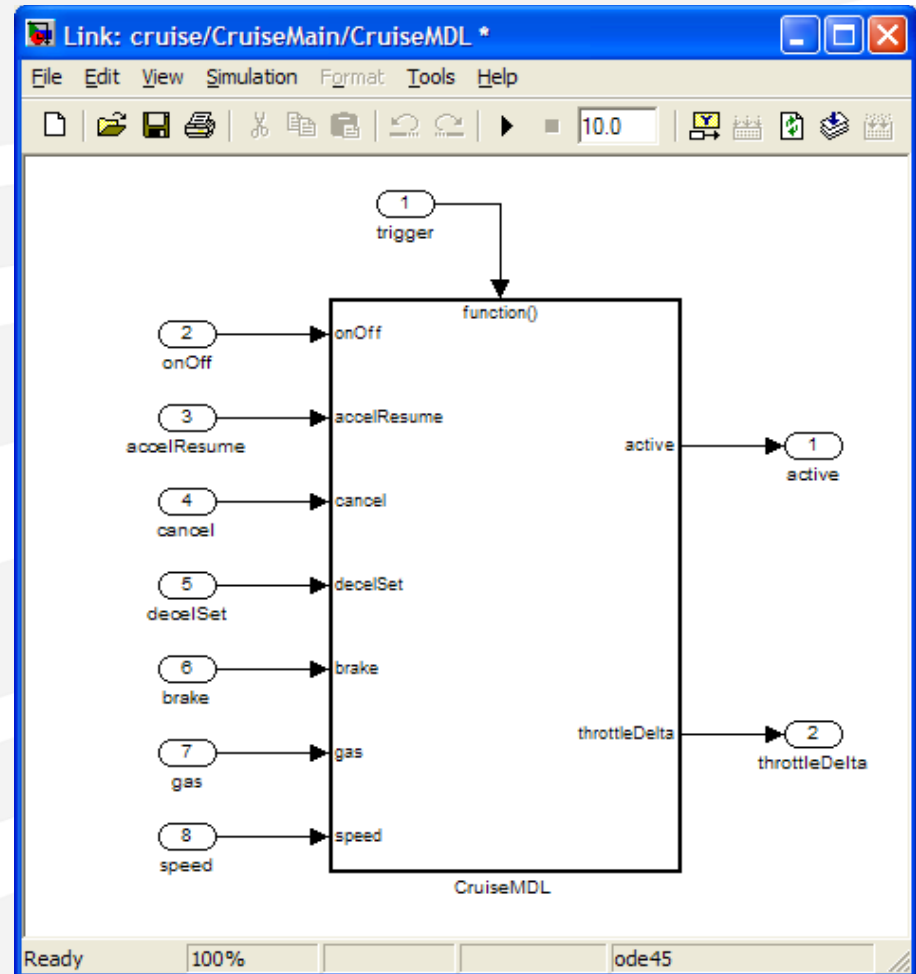 Link: cruise/CruiseMain/CruiseMDL *
File Edit View Simulation Format Tools Help
10.0
1
trigger
function()
2
onOff
onOff
3
accelResume
accelResume
active
1
active
4
cancel
cancel
5
decelSet
decelSet
6
brake
brake
throttleDelta
2
throttleDelta
7
gas
gas
8
speed
speed
CruiseMDL
Ready 100% ode45